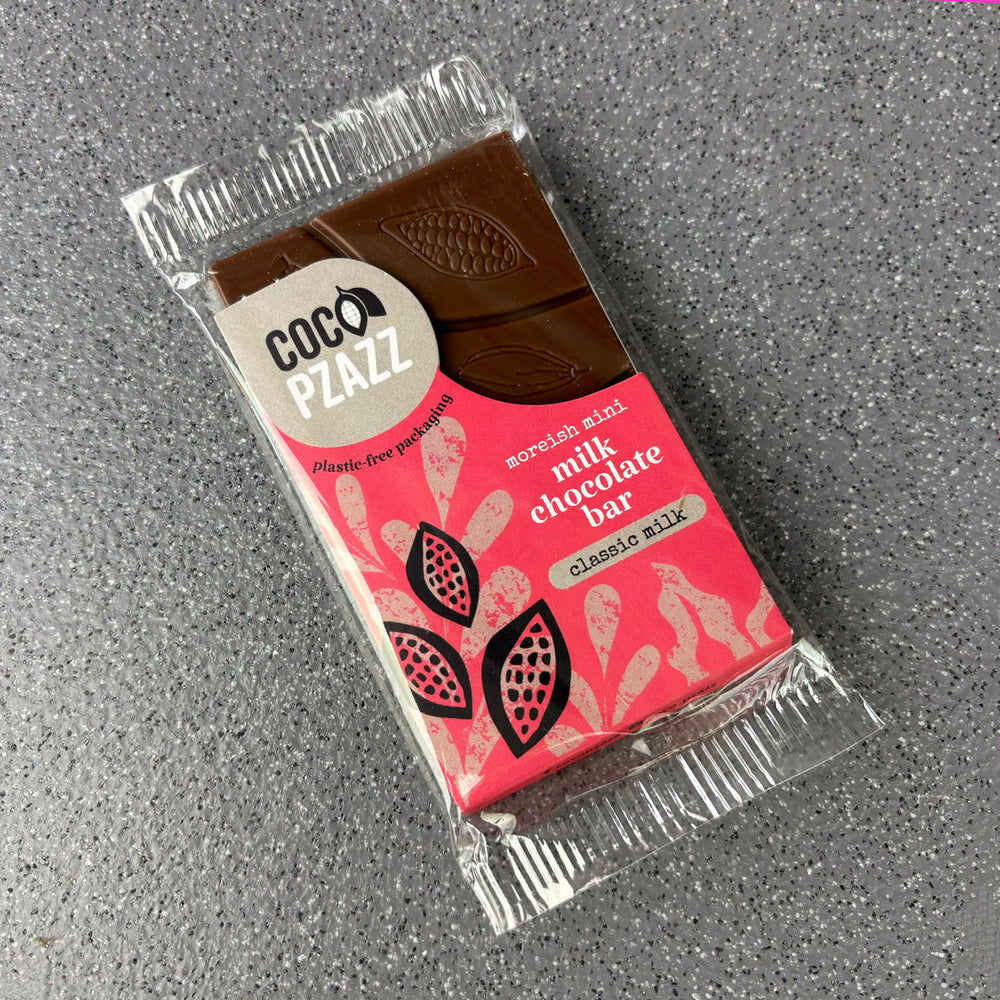 COCO
PZAZZ
plastic-free packaging
moreish mini
milk
chocolate
bar
classic milk